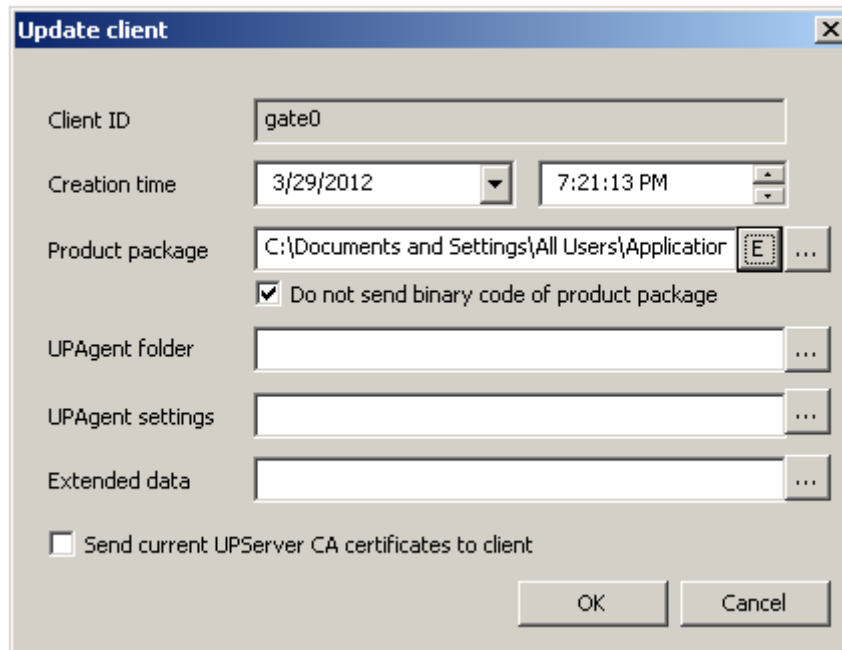 Update client
Client ID gate0
Creation time 3/29/2012 7:21:13 PM
Product package C:\Documents and Settings\All Users\Application E ...
Do not send binary code of product package
UPAgent folder ...
UPAgent settings ...
Extended data ...
Send current UPServer CA certificates to client
OK Cancel